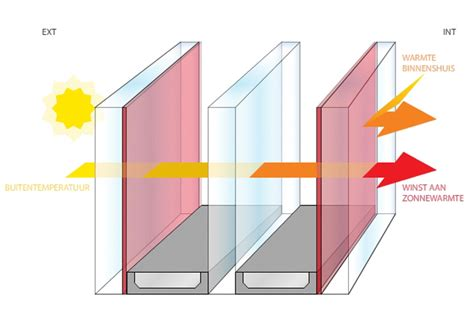 EXT
INT
WARMTE
BINNENSHUIS
BUITENTEMPERATUUR
WINST AAN
ZONNEWARMTE